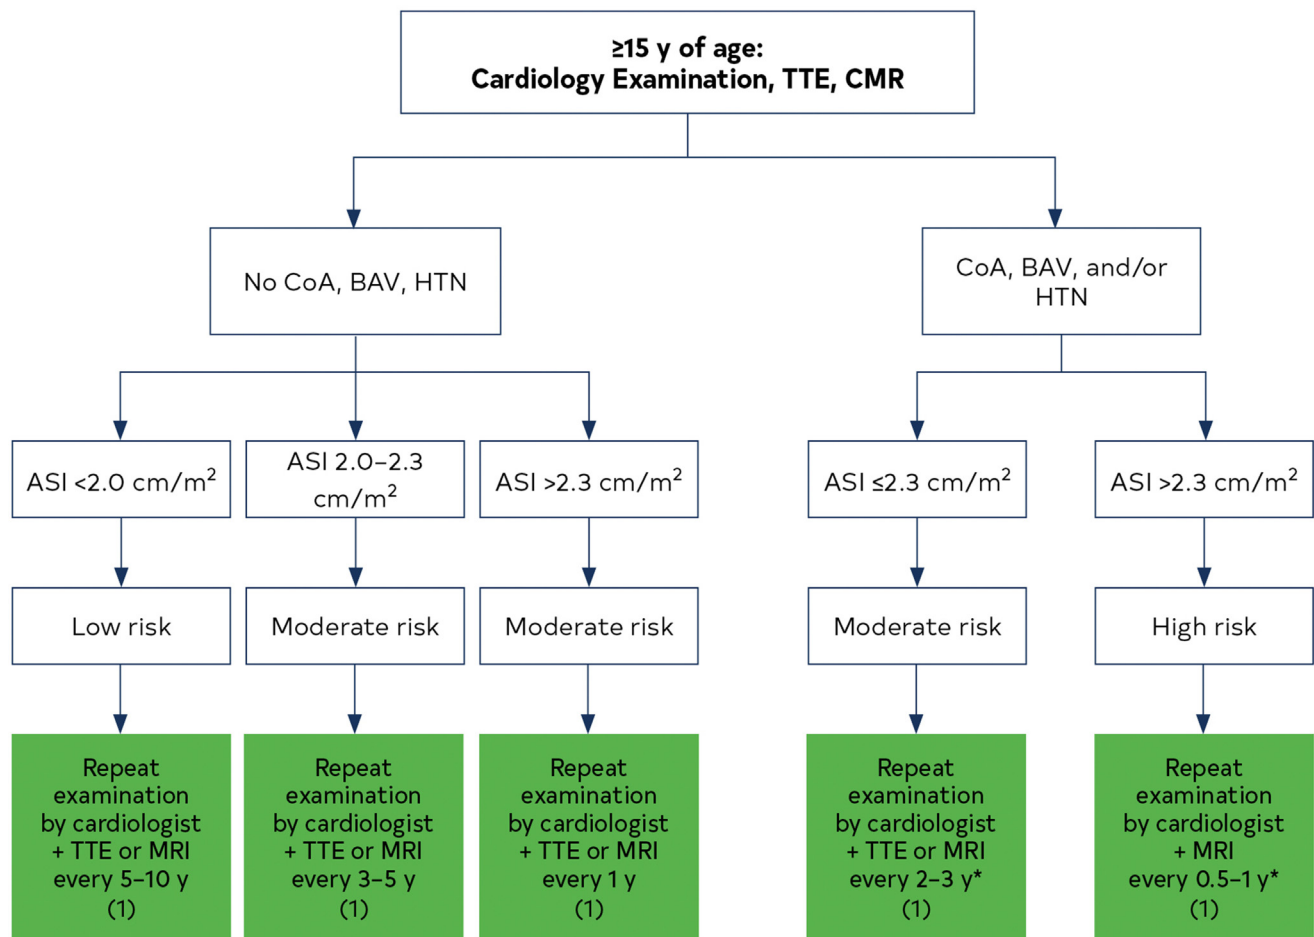 ≥15 y of age:
Cardiology Examination, TTE, CMR
No CoA, BAV, HTN
CoA, BAV, and/or
HTN
ASI <2.0 cm/m²
ASI 2.0–2.3
cm/m²
ASI >2.3 cm/m²
ASI ≤2.3 cm/m²
ASI >2.3 cm/m²
Low risk
Moderate risk
Moderate risk
Moderate risk
High risk
Repeat
examination
by cardiologist
+ TTE or MRI
every 5–10 y
(1)
Repeat
examination
by cardiologist
+ TTE or MRI
every 3–5 y
(1)
Repeat
examination
by cardiologist
+ TTE or MRI
every 1 y
(1)
Repeat
examination
by cardiologist
+ TTE or MRI
every 2–3 y*
(1)
Repeat
examination
by cardiologist
+ MRI
every 0.5–1 y*
(1)